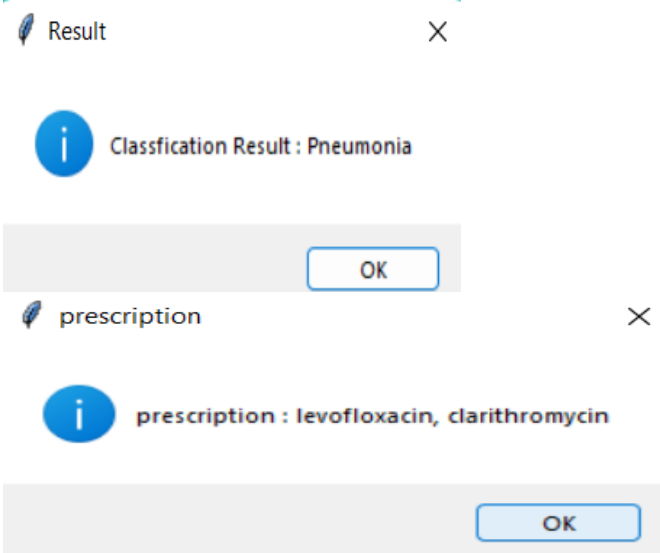 Result
Classfication Result : Pneumonia
OK
prescription
prescription : levofloxacin, clarithromycin
OK